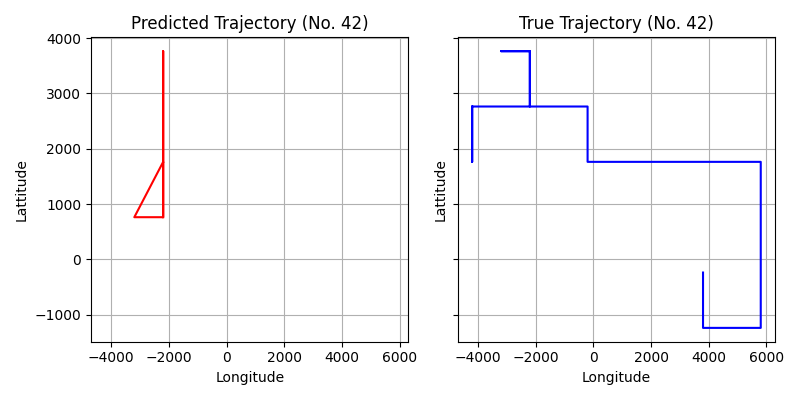 Predicted Trajectory (No. 42)
True Trajectory (No. 42)
4000
3000
2000
1000
0
−1000
Lattitude
Lattitude
−4000 −2000 0 2000 4000 6000
−4000 −2000 0 2000 4000 6000
Longitude
Longitude